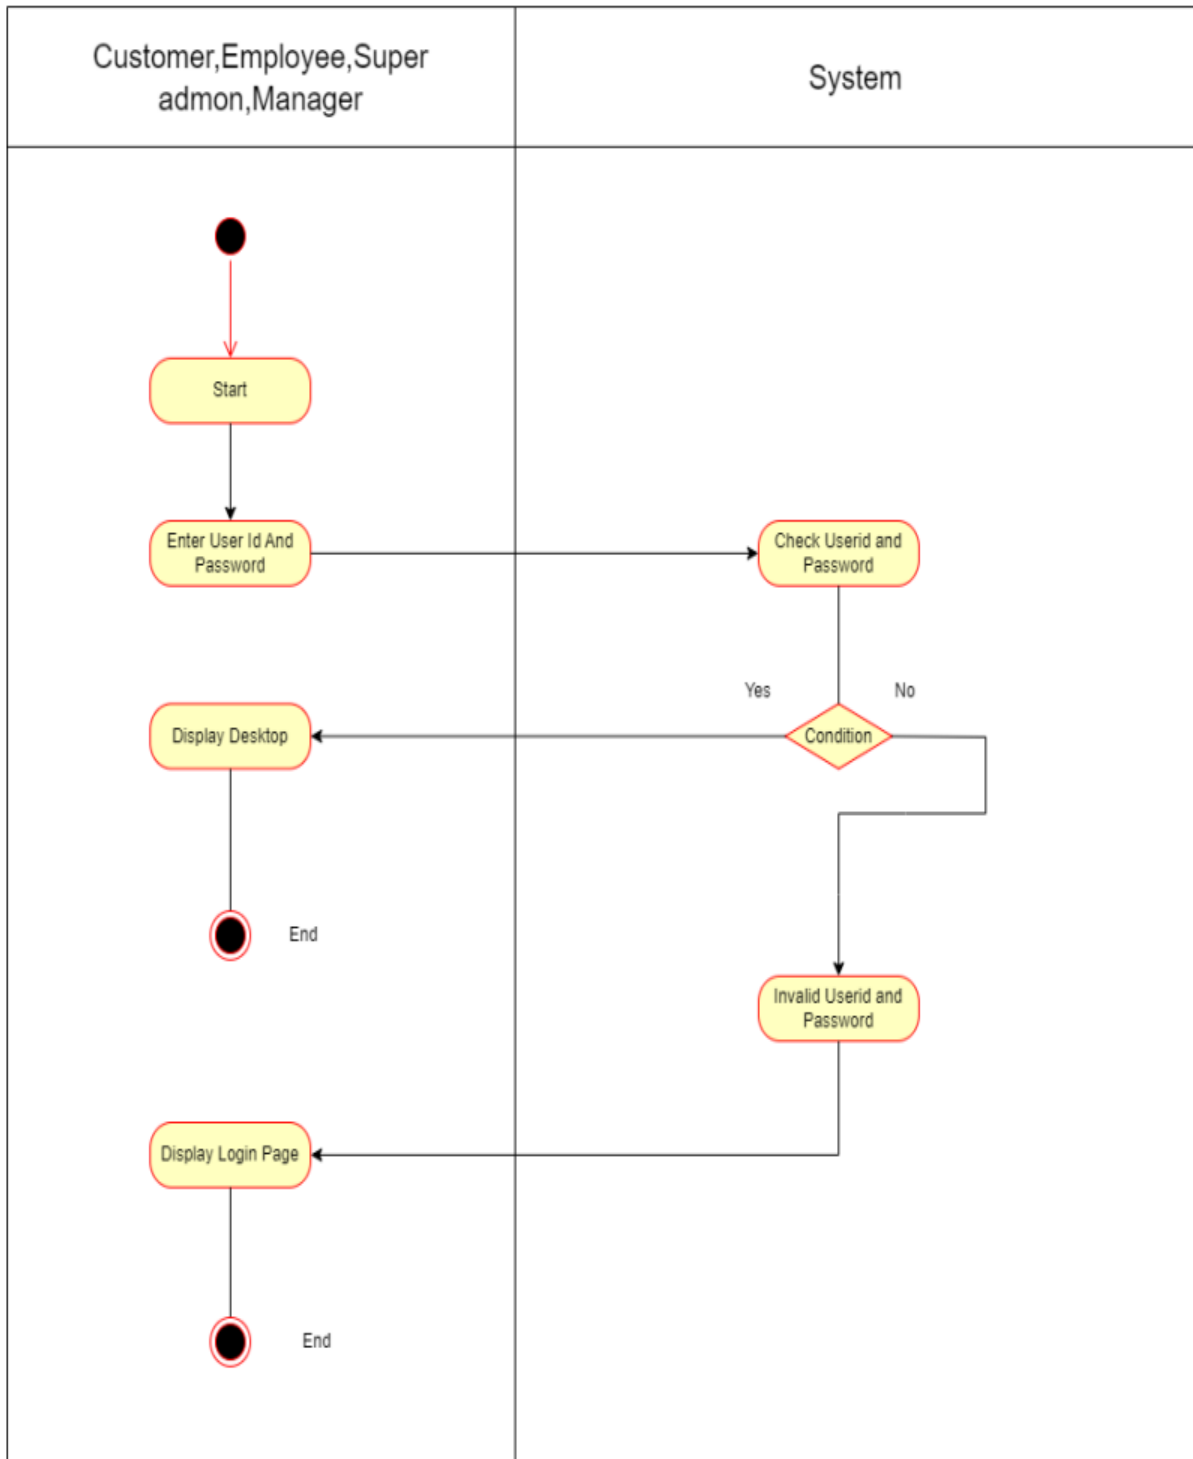 Customer,Employee,Super
admon,Manager
System
Start
Enter User Id And
Password
Check Userid and
Password
Yes
No
Display Desktop
Condition
End
Invalid Userid and
Password
Display Login Page
End